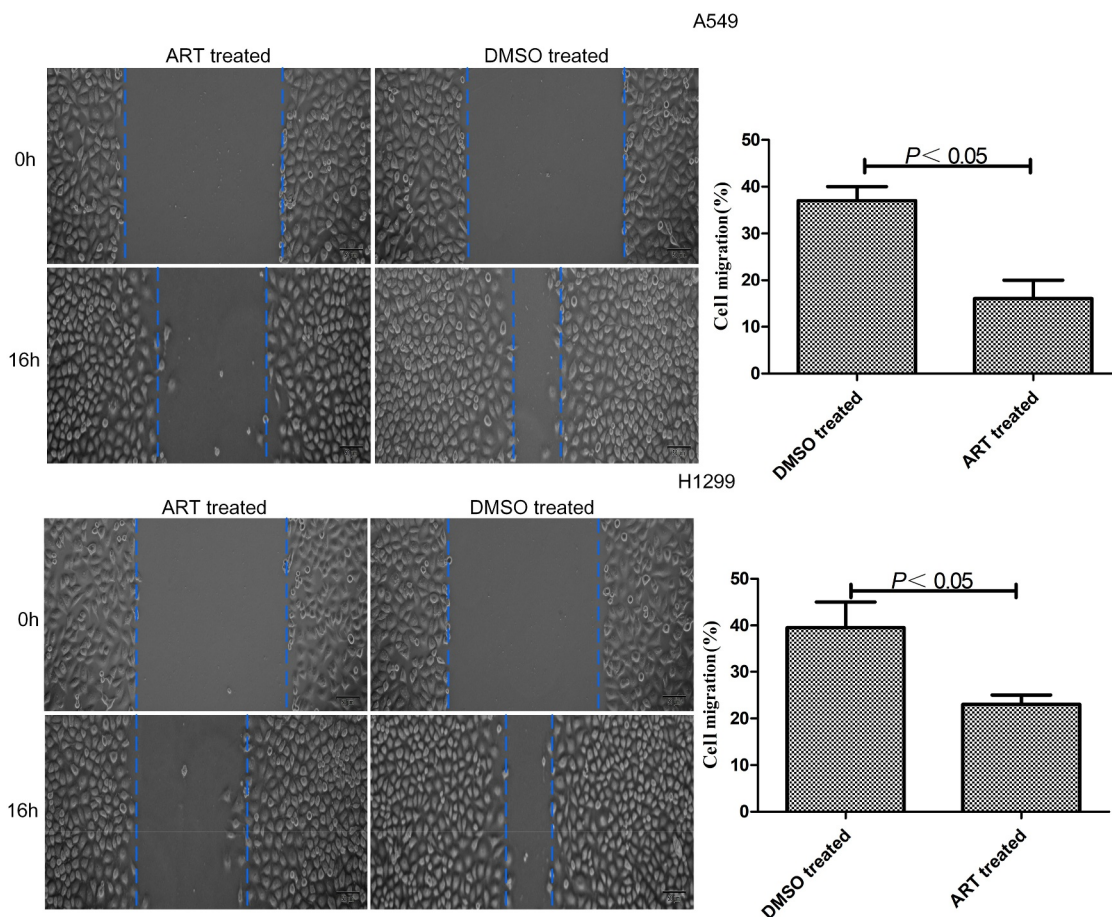 A549
ART treated
DMSO treated
0h
16h
50
40
30
20
10
0
Cell migration(%)
P< 0.05
DMSO treated
ART treated
H1299
ART treated
DMSO treated
0h
16h
50
40
30
20
10
0
Cell migration(%)
P< 0.05
DMSO treated
ART treated